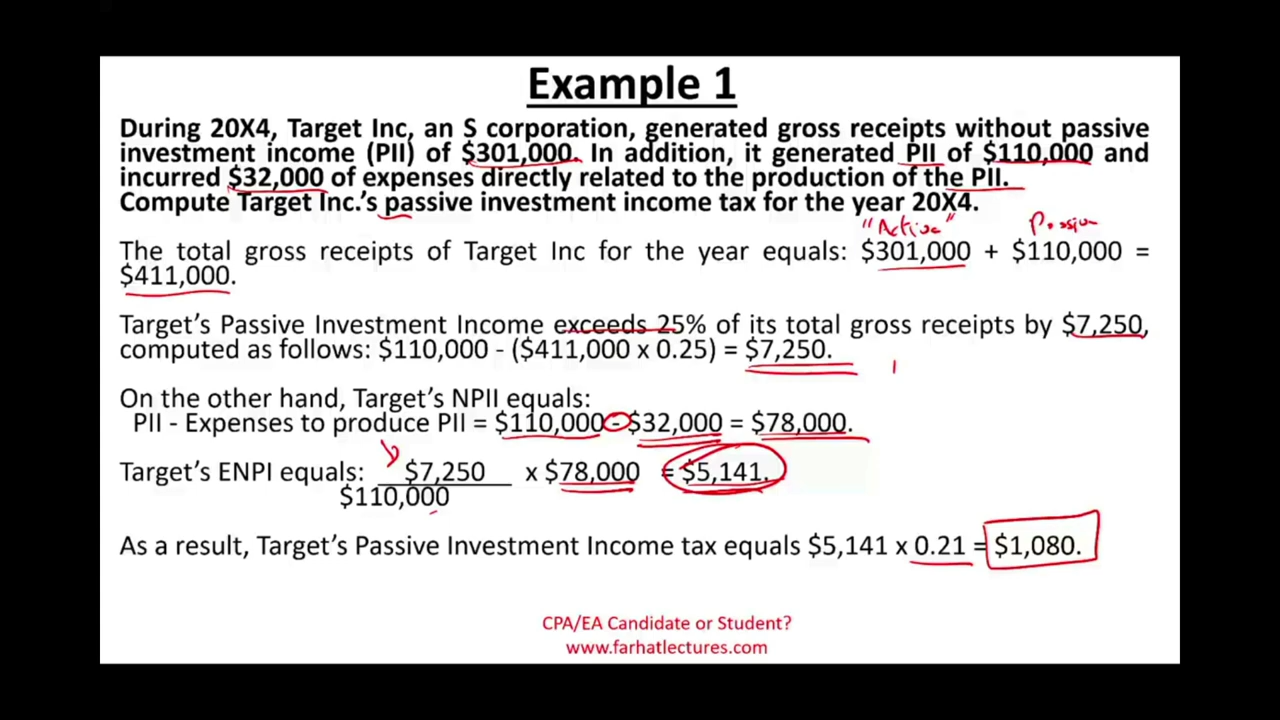 Example 1
During 20X4, Target Inc, an S corporation, generated gross receipts without passive
investment income (PII) of $301,000. In addition, it generated PII of $110,000 and
incurred $32,000 of expenses directly related to the production of the PII.
Compute Target Inc.'s passive investment income tax for the year 20X4.
"Active"
The total gross receipts of Target Inc for the year equals: $301,000 + $110,000 =
$411,000.
Target's Passive Investment Income exceeds 25% of its total gross receipts by $7,250,
computed as follows: $110,000 - ($411,000 x 0.25) = $7,250.
On the other hand, Target's NPII equals:
PII - Expenses to produce PII = $110,000 - $32,000 = $78,000.
Target's ENPI equals: $7,250 x $78,000 = $5,141.
$110,000
As a result, Target's Passive Investment Income tax equals $5,141 x 0.21 = $1,080.
CPA/EA Candidate or Student?
www.farhatlectures.com